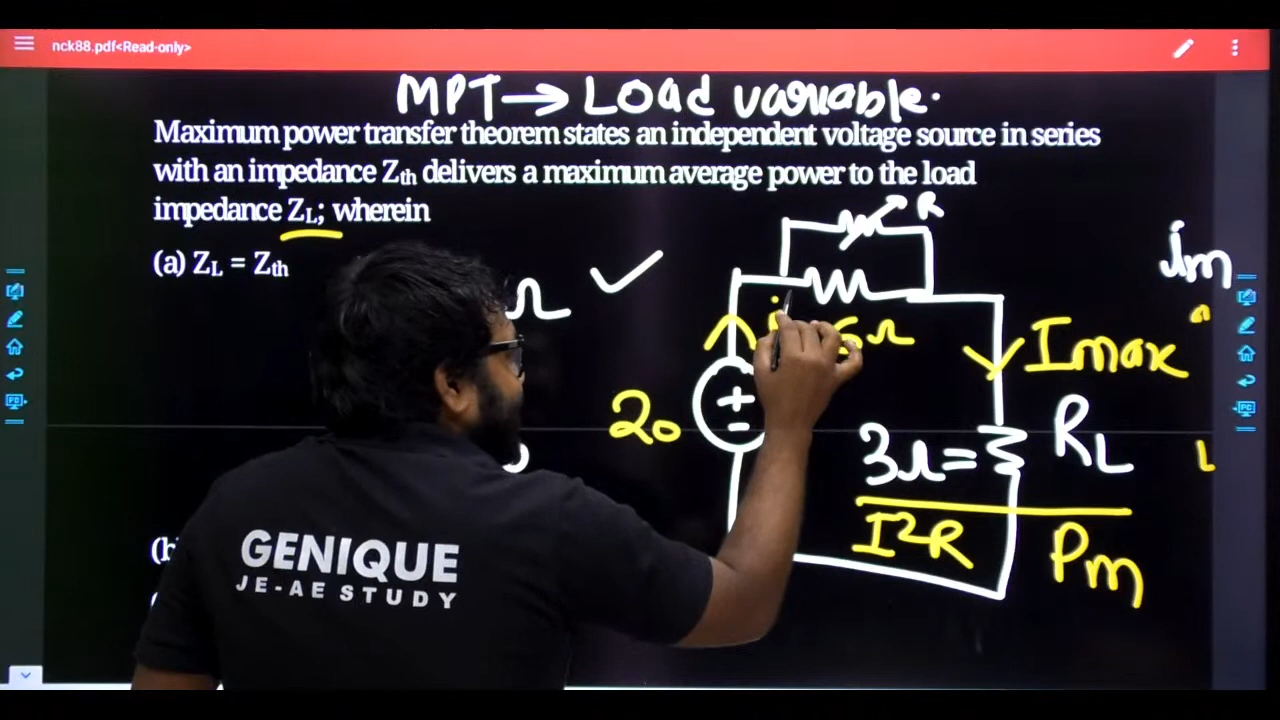 nck88.pdf<Read-only>
MPT → Load variable.
Maximum power transfer theorem states an independent voltage source in series
with an impedance Zth delivers a maximum average power to the load
impedance ZL; wherein
R
(a) ZL = Zth
Ω
Imax
20
RL
3Ω=
I²R
Pm
GENIQUE
JE-AE STUDY
(b)